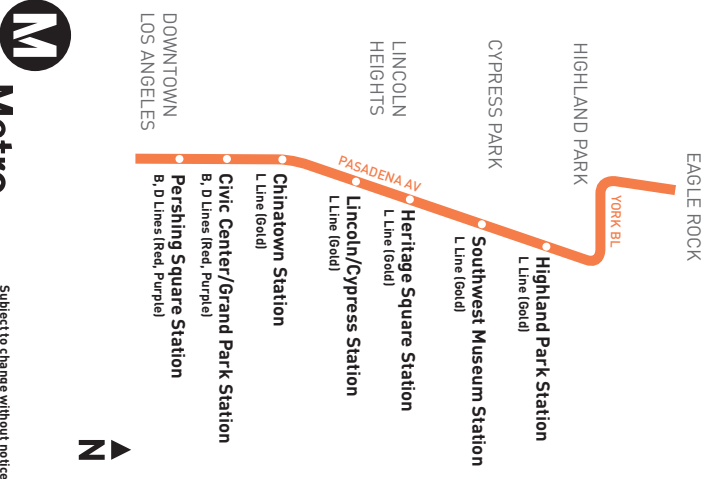 EAGLE ROCK
YORK BL
HIGHLAND PARK
Highland Park Station
L Line (Gold)
CYPRESS PARK
Southwest Museum Station
L Line (Gold)
LINCOLN
HEIGHTS
PASADENA AV
Heritage Square Station
L Line (Gold)
Lincoln/Cypress Station
L Line (Gold)
Chinatown Station
L Line (Gold)
Civic Center/Grand Park Station
B, D Lines (Red, Purple)
DOWNTOWN
LOS ANGELES
Pershing Square Station
B, D Lines (Red, Purple)
N
M
Metro
Subject to change without notice